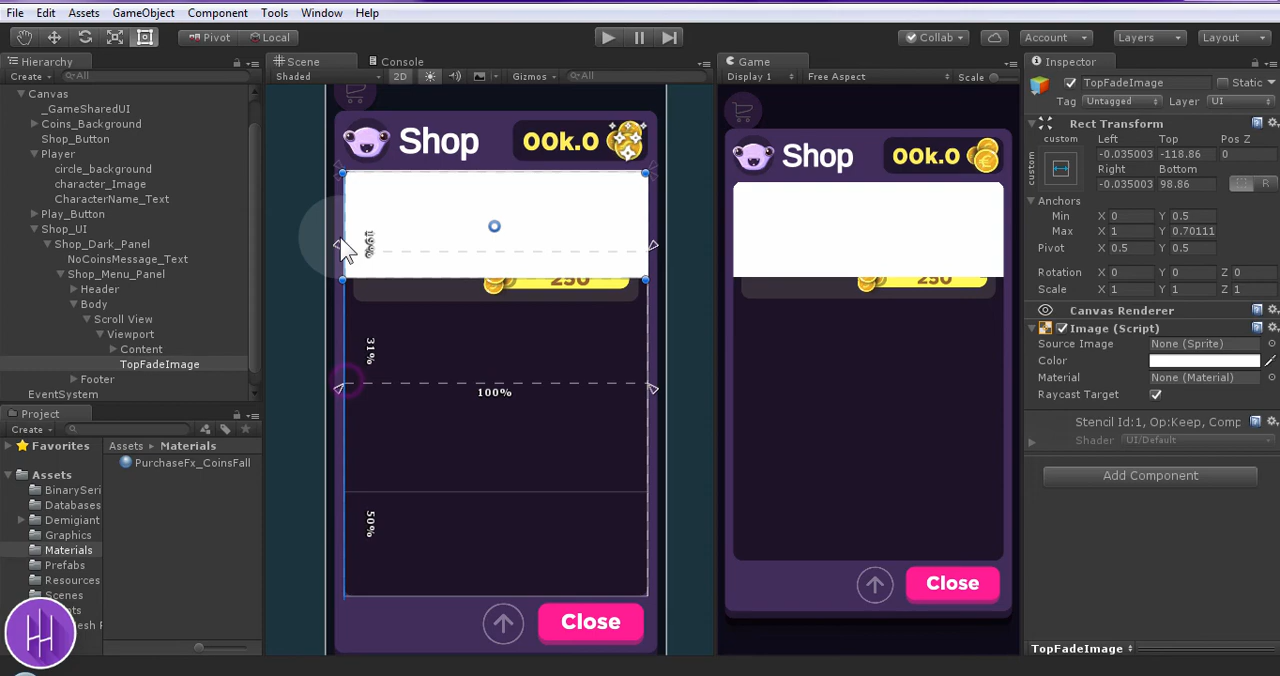 File Edit Assets GameObject Component Tools Window Help
Pivot Local Collab Account Layers Layout
Hierarchy
Create All
Canvas
_GameSharedUI
Coins_Background
Shop_Button
Player
circle_background
character_Image
CharacterName_Text
Play_Button
Shop_UI
Shop_Dark_Panel
NoCoinsMessage_Text
Shop_Menu_Panel
Header
Body
Scroll View
Viewport
Content
TopFadeImage
Footer
EventSystem
Project
Create
Favorites
Assets
BinarySeri
Databases
Demigiant
Graphics
Materials
Prefabs
Resources
Scenes
Assets Materials
PurchaseFx_CoinsFall
Scene Console
Shaded 2D Gizmos All
Shop 00k.0
19%
250
31%
100%
50%
Close
Game
Display 1 Free Aspect Scale
Shop 00k.0
250
Close
Inspector
TopFadeImage Static
Tag Untagged Layer UI
Rect Transform
custom Left Top Pos Z
custom -0.035003 -118.86 0
Right Bottom
-0.035003 98.86 R
Anchors
Min X 0 Y 0.5
Max X 1 Y 0.70111
Pivot X 0.5 Y 0.5
Rotation X 0 Y 0 Z 0
Scale X 1 Y 1 Z 1
Canvas Renderer
Image (Script)
Source Image None (Sprite)
Color
Material None (Material)
Raycast Target
Stencil Id:1, Op:Keep, Comp
Shader UI/Default
Add Component
TopFadeImage